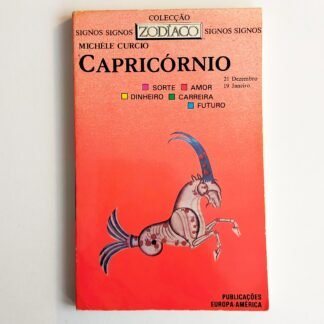 COLECÇÃO
SIGNOS SIGNOS ZODÍACO SIGNOS SIGNOS
MICHÈLE CURCIO
CAPRICÓRNIO
21 Dezembro
19 Janeiro
SORTE AMOR
DINHEIRO CARREIRA
FUTURO
PUBLICAÇÕES
EUROPA-AMÉRICA